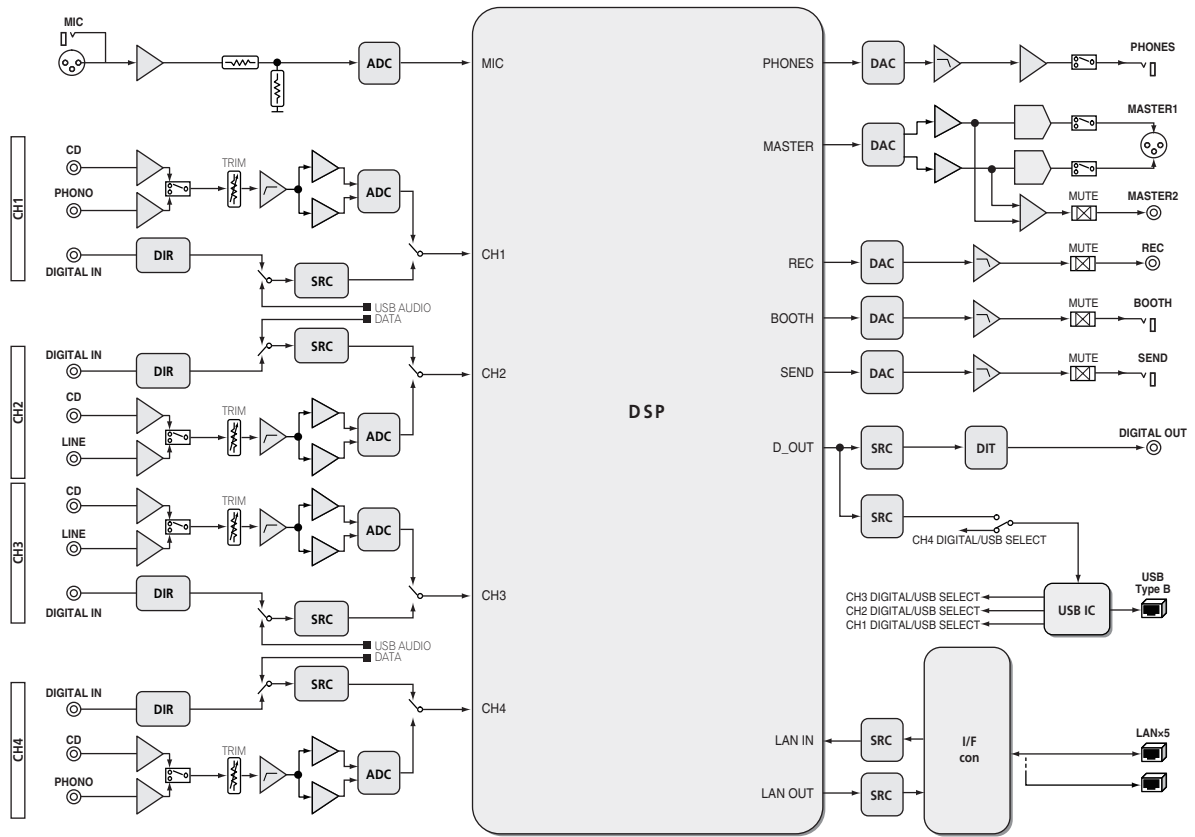 MIC
ADC
MIC
CH1
CD
PHONO
TRIM
ADC
DIGITAL IN
DIR
SRC
CH1
USB AUDIO
DATA
CH2
DIGITAL IN
DIR
SRC
CH2
CD
LINE
TRIM
ADC
CH3
CD
LINE
TRIM
ADC
DIGITAL IN
DIR
SRC
CH3
USB AUDIO
DATA
CH4
DIGITAL IN
DIR
SRC
CH4
CD
PHONO
TRIM
ADC
DSP
PHONES
DAC
PHONES
MASTER
DAC
MASTER1
MUTE
MASTER2
REC
DAC
MUTE
REC
BOOTH
DAC
MUTE
BOOTH
SEND
DAC
MUTE
SEND
D_OUT
SRC
DIT
DIGITAL OUT
SRC
CH4 DIGITAL/USB SELECT
CH3 DIGITAL/USB SELECT
CH2 DIGITAL/USB SELECT
CH1 DIGITAL/USB SELECT
USB IC
USB
Type B
LAN IN
SRC
I/F
con
LAN×5
LAN OUT
SRC